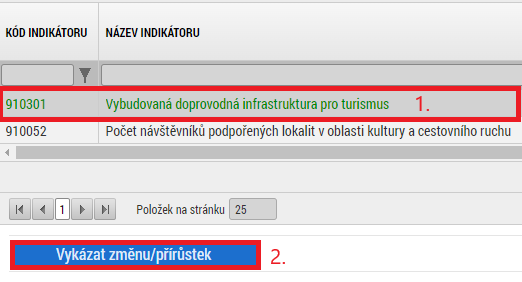 KÓD INDIKÁTORU NÁZEV INDIKÁTORU
910301 Vybudovaná doprovodná infrastruktura pro turismus 1.
910052 Počet návštěvníků podpořených lokalit v oblasti kultury a cestovního ruchu
1 Položek na stránku 25
Vykázat změnu/přírůstek 2.